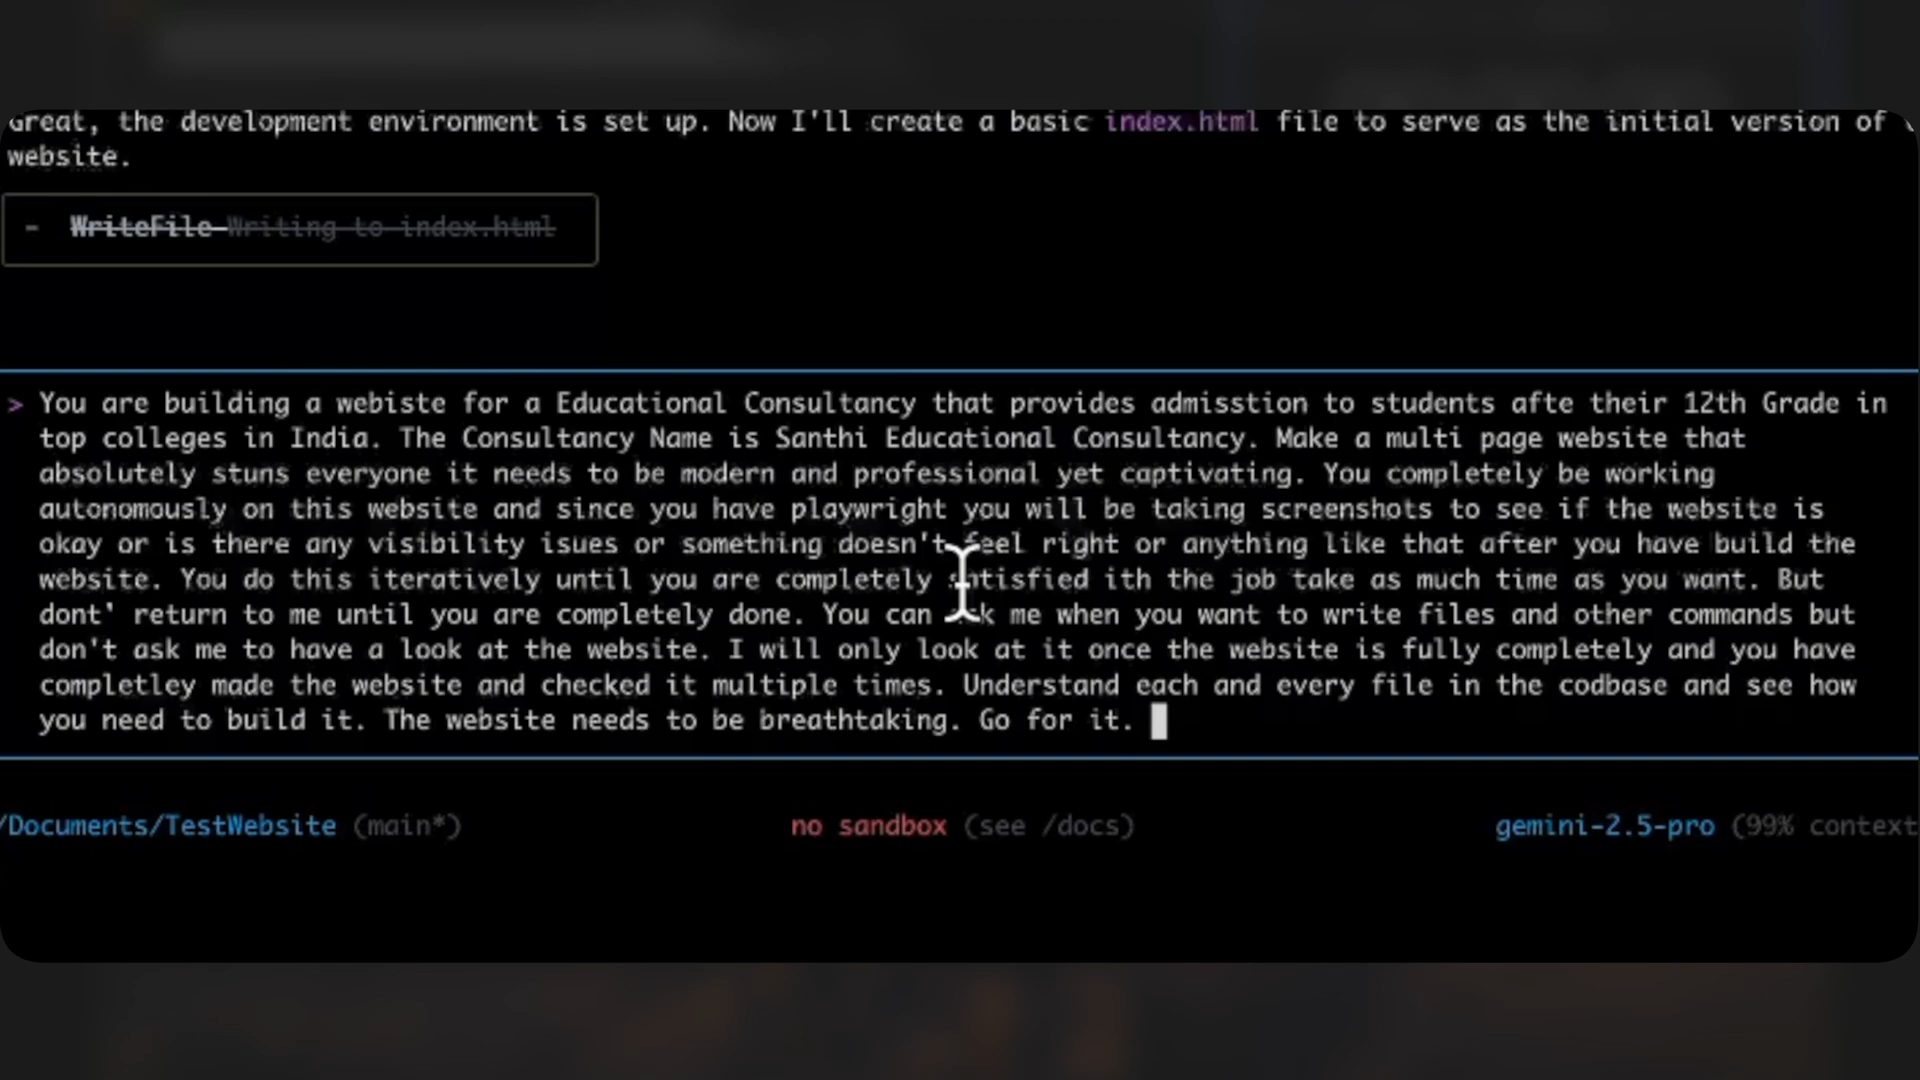 Great, the development environment is set up. Now I'll create a basic index.html file to serve as the initial version of
website.
- WriteFile Writing to index.html
> You are building a webiste for a Educational Consultancy that provides admisstion to students afte their 12th Grade in
top colleges in India. The Consultancy Name is Santhi Educational Consultancy. Make a multi page website that
absolutely stuns everyone it needs to be modern and professional yet captivating. You completely be working
autonomously on this website and since you have playwright you will be taking screenshots to see if the website is
okay or is there any visibility isues or something doesn't feel right or anything like that after you have build the
website. You do this iteratively until you are completely satisfied ith the job take as much time as you want. But
dont' return to me until you are completely done. You can ask me when you want to write files and other commands but
don't ask me to have a look at the website. I will only look at it once the website is fully completely and you have
completley made the website and checked it multiple times. Understand each and every file in the codbase and see how
you need to build it. The website needs to be breathtaking. Go for it.
/Documents/TestWebsite (main*) no sandbox (see /docs) gemini-2.5-pro (99% context